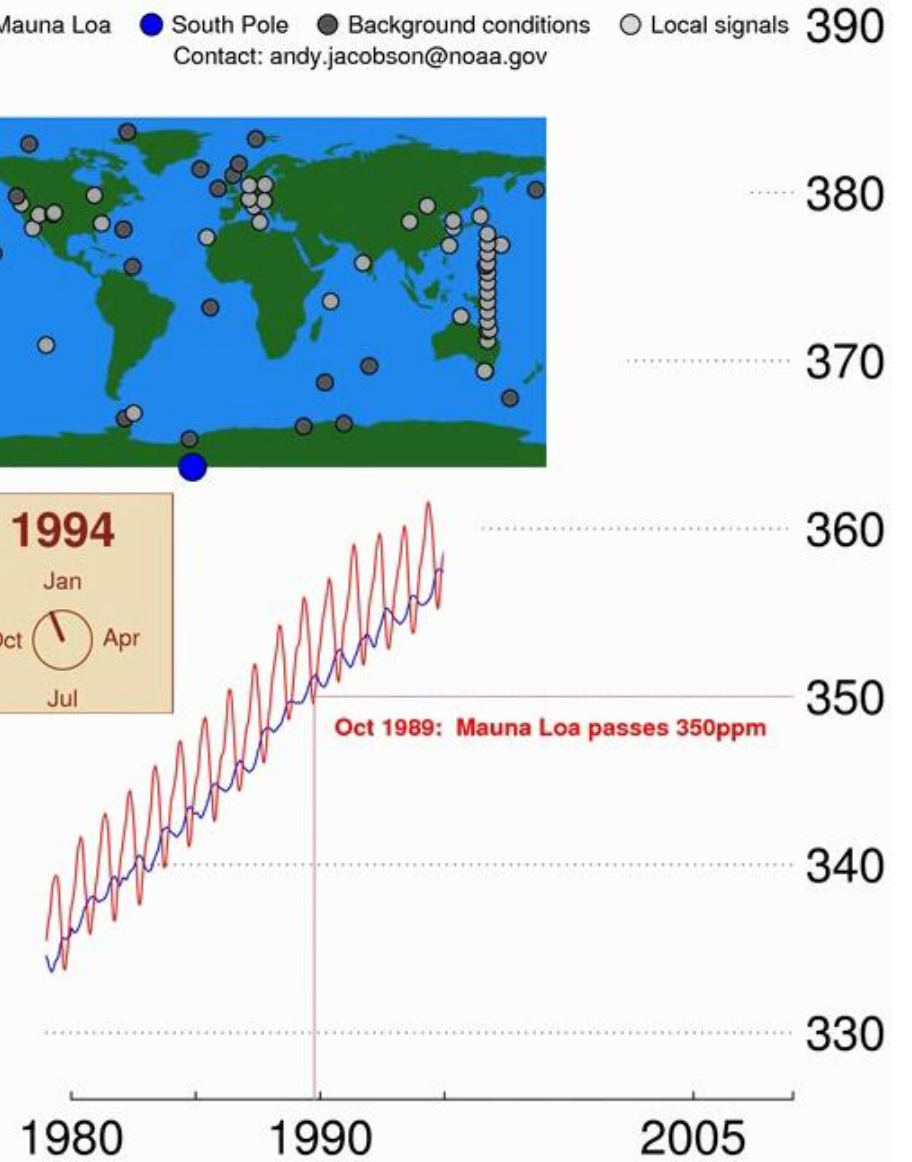 Mauna Loa South Pole Background conditions Local signals 390
Contact: andy.jacobson@noaa.gov
380
370
360
1994
Jan
Oct Apr
Jul
350
Oct 1989: Mauna Loa passes 350ppm
340
330
1980 1990 2005